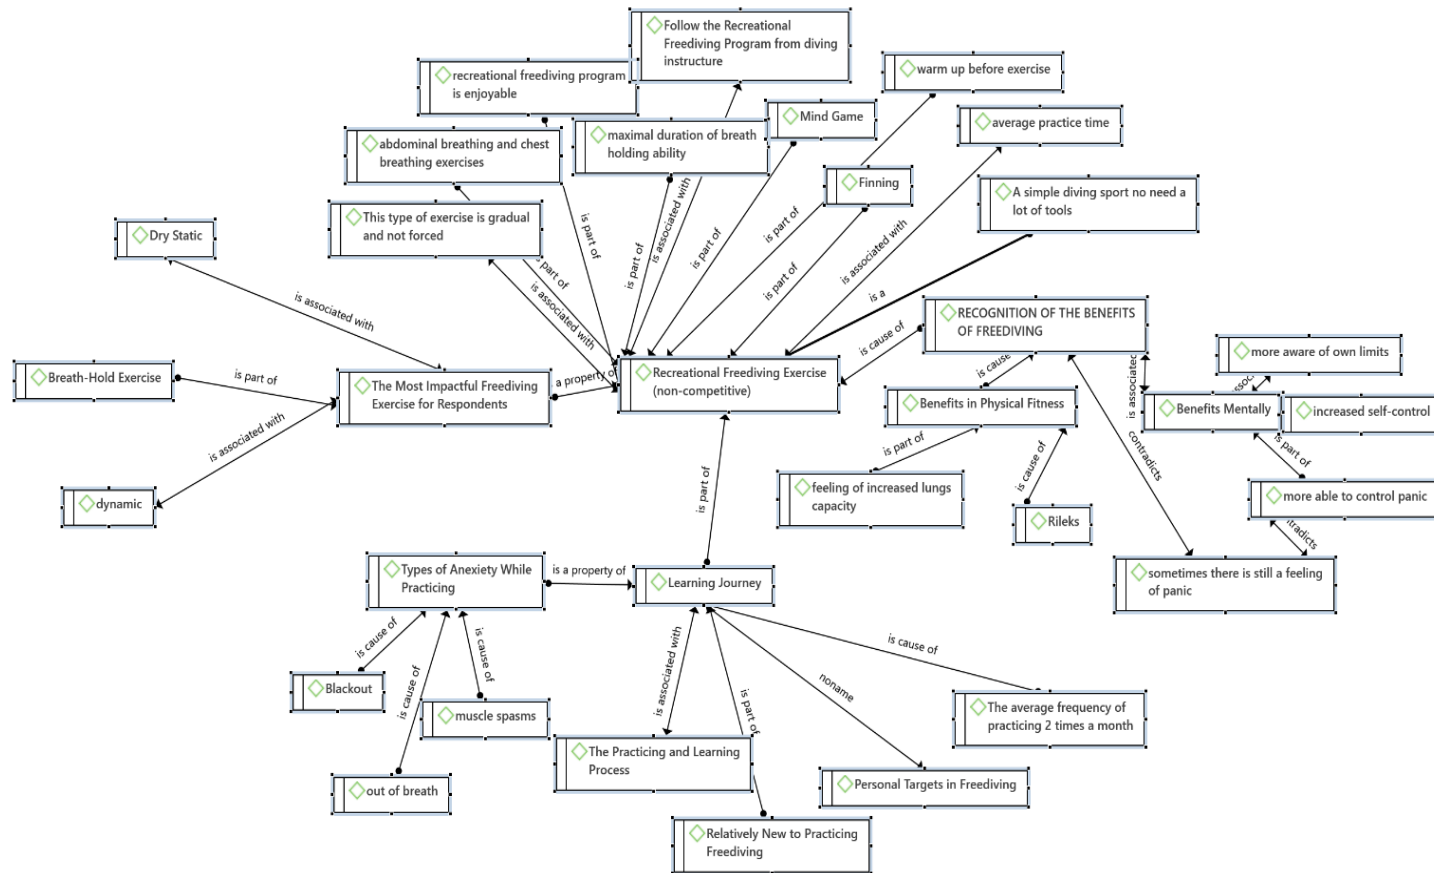 Follow the Recreational
Freediving Program from diving
instructure
recreational freediving program
is enjoyable
warm up before exercise
Mind Game
average practice time
maximal duration of breath
holding ability
abdominal breathing and chest
breathing exercises
Finning
A simple diving sport no need a
lot of tools
This type of exercise is gradual
and not forced
Dry Static
is part of
is associated with
is part of
is part of
is part of
is associated with
is part of
part of
is associated with
is a
is associated with
RECOGNITION OF THE BENEFITS
OF FREEDIVING
is cause of
more aware of own limits
Breath-Hold Exercise
is part of
The Most Impactful Freediving
Exercise for Respondents
a property of
Recreational Freediving Exercise
(non-competitive)
is cause
is associated
Benefits in Physical Fitness
Benefits Mentally
increased self-control
is associated with
is part of
is cause of
contradicts
is part of
dynamic
is part of
feeling of increased lungs
capacity
more able to control panic
Rileks
Types of Anexiety While
Practicing
is a property of
Learning Journey
sometimes there is still a feeling
of panic
is cause of
is cause of
is cause of
is associated with
is part of
noname
is cause of
Blackout
muscle spasms
The average frequency of
practicing 2 times a month
The Practicing and Learning
Process
out of breath
Personal Targets in Freediving
Relatively New to Practicing
Freediving